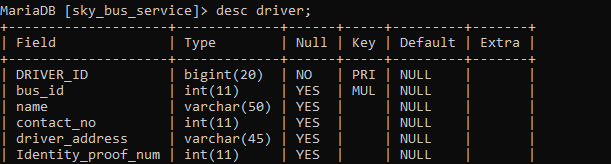 MariaDB [sky_bus_service]> desc driver;
+--------------------+-------------+------+-----+---------+-------+
| Field              | Type        | Null | Key | Default | Extra |
+--------------------+-------------+------+-----+---------+-------+
| DRIVER_ID          | bigint(20)  | NO   | PRI | NULL    |       |
| bus_id             | int(11)     | YES  | MUL | NULL    |       |
| name               | varchar(50) | YES  |     | NULL    |       |
| contact_no         | int(11)     | YES  |     | NULL    |       |
| driver_address     | varchar(45) | YES  |     | NULL    |       |
| Identity_proof_num | int(11)     | YES  |     | NULL    |       |